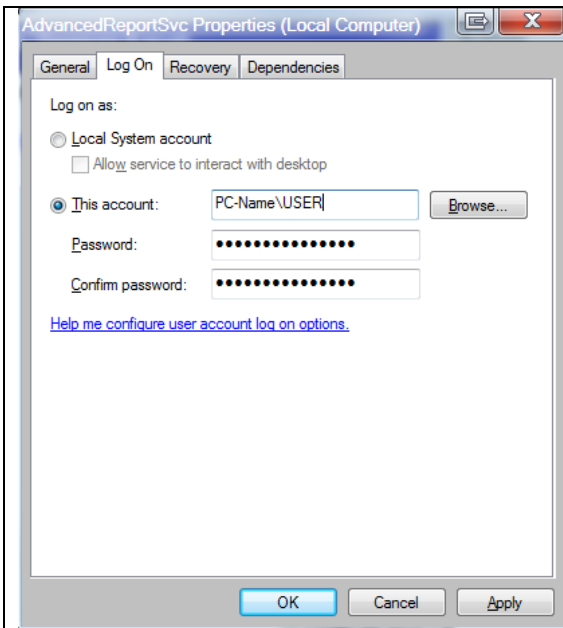 AdvancedReportSvc Properties (Local Computer)
General Log On Recovery Dependencies
Log on as:
Local System account
Allow service to interact with desktop
This account: PC-Name\USER Browse...
Password: •••••••••••••••
Confirm password: •••••••••••••••
Help me configure user account log on options.
OK Cancel Apply